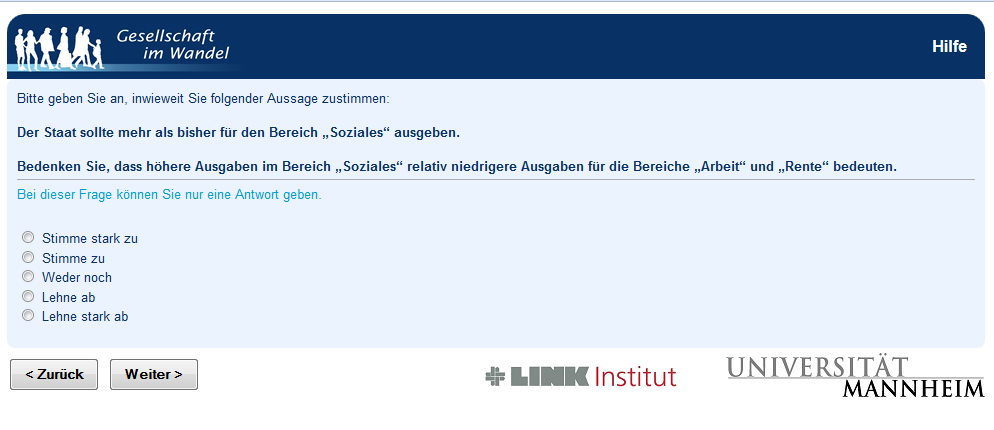 Gesellschaft
im Wandel
Hilfe
Bitte geben Sie an, inwieweit Sie folgender Aussage zustimmen:
Der Staat sollte mehr als bisher für den Bereich „Soziales“ ausgeben.
Bedenken Sie, dass höhere Ausgaben im Bereich „Soziales“ relativ niedrigere Ausgaben für die Bereiche „Arbeit“ und „Rente“ bedeuten.
Bei dieser Frage können Sie nur eine Antwort geben.
Stimme stark zu
Stimme zu
Weder noch
Lehne ab
Lehne stark ab
< Zurück Weiter >
LINK Institut
UNIVERSITÄT
MANNHEIM